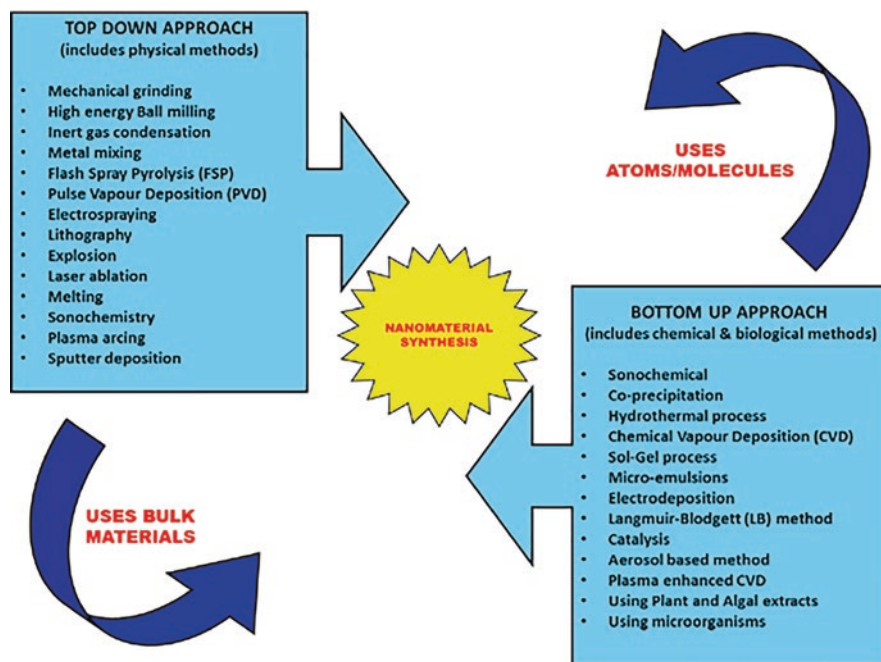 TOP DOWN APPROACH
(includes physical methods)
• Mechanical grinding
• High energy Ball milling
• Inert gas condensation
• Metal mixing
• Flash Spray Pyrolysis (FSP)
• Pulse Vapour Deposition (PVD)
• Electrospraying
• Lithography
• Explosion
• Laser ablation
• Melting
• Sonochemistry
• Plasma arcing
• Sputter deposition
USES
ATOMS/MOLECULES
NANOMATERIAL
SYNTHESIS
USES BULK
MATERIALS
BOTTOM UP APPROACH
(includes chemical & biological methods)
• Sonochemical
• Co-precipitation
• Hydrothermal process
• Chemical Vapour Deposition (CVD)
• Sol-Gel process
• Micro-emulsions
• Electrodeposition
• Langmuir-Blodgett (LB) method
• Catalysis
• Aerosol based method
• Plasma enhanced CVD
• Using Plant and Algal extracts
• Using microorganisms